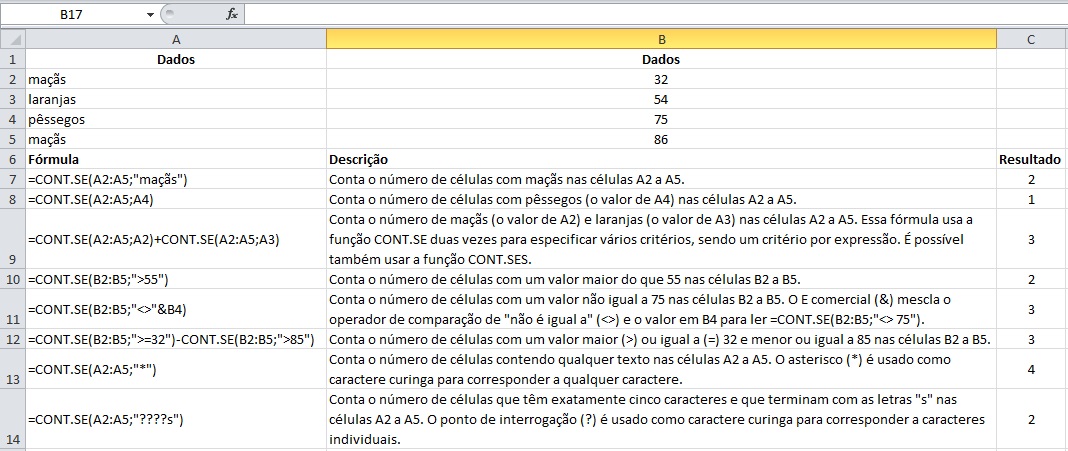 B17 fx
A B C
1 Dados Dados
2 maçãs 32
3 laranjas 54
4 pêssegos 75
5 maçãs 86
6 Fórmula Descrição Resultado
7 =CONT.SE(A2:A5;"maçãs") Conta o número de células com maçãs nas células A2 a A5. 2
8 =CONT.SE(A2:A5;A4) Conta o número de células com pêssegos (o valor de A4) nas células A2 a A5. 1
Conta o número de maçãs (o valor de A2) e laranjas (o valor de A3) nas células A2 a A5. Essa fórmula usa a
9 =CONT.SE(A2:A5;A2)+CONT.SE(A2:A5;A3) função CONT.SE duas vezes para especificar vários critérios, sendo um critério por expressão. É possível 3
também usar a função CONT.SES.
10 =CONT.SE(B2:B5;">55") Conta o número de células com um valor maior do que 55 nas células B2 a B5. 2
Conta o número de células com um valor não igual a 75 nas células B2 a B5. O E comercial (&) mescla o
11 =CONT.SE(B2:B5;"<>"&B4) operador de comparação de "não é igual a" (<>) e o valor em B4 para ler =CONT.SE(B2:B5;"<> 75"). 3
12 =CONT.SE(B2:B5;">=32")-CONT.SE(B2:B5;">85") Conta o número de células com um valor maior (>) ou igual a (=) 32 e menor ou igual a 85 nas células B2 a B5. 3
Conta o número de células contendo qualquer texto nas células A2 a A5. O asterisco (*) é usado como
13 =CONT.SE(A2:A5;"*") caractere curinga para corresponder a qualquer caractere. 4
Conta o número de células que têm exatamente cinco caracteres e que terminam com as letras "s" nas
14 =CONT.SE(A2:A5;"????s") células A2 a A5. O ponto de interrogação (?) é usado como caractere curinga para corresponder a caracteres 2
individuais.